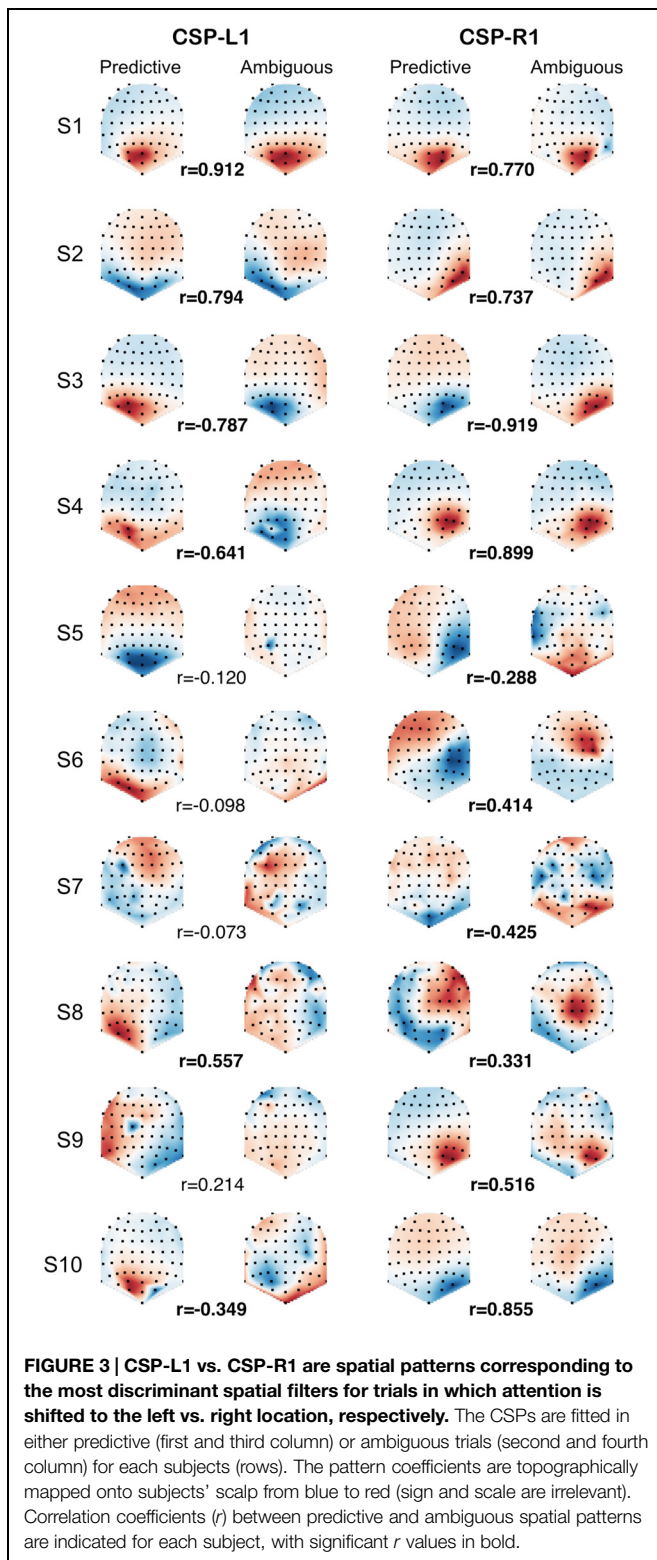 CSP-L1 CSP-R1
Predictive Ambiguous Predictive Ambiguous
S1
r=0.912 r=0.770
S2
r=0.794 r=0.737
S3
r=-0.787 r=-0.919
S4
r=-0.641 r=0.899
S5
r=-0.120 r=-0.288
S6
r=-0.098 r=0.414
S7
r=-0.073 r=-0.425
S8
r=0.557 r=0.331
S9
r=0.214 r=0.516
S10
r=-0.349 r=0.855
FIGURE 3 | CSP-L1 vs. CSP-R1 are spatial patterns corresponding to
the most discriminant spatial filters for trials in which attention is
shifted to the left vs. right location, respectively. The CSPs are fitted in
either predictive (first and third column) or ambiguous trials (second and fourth
column) for each subjects (rows). The pattern coefficients are topographically
mapped onto subjects' scalp from blue to red (sign and scale are irrelevant).
Correlation coefficients (r) between predictive and ambiguous spatial patterns
are indicated for each subject, with significant r values in bold.